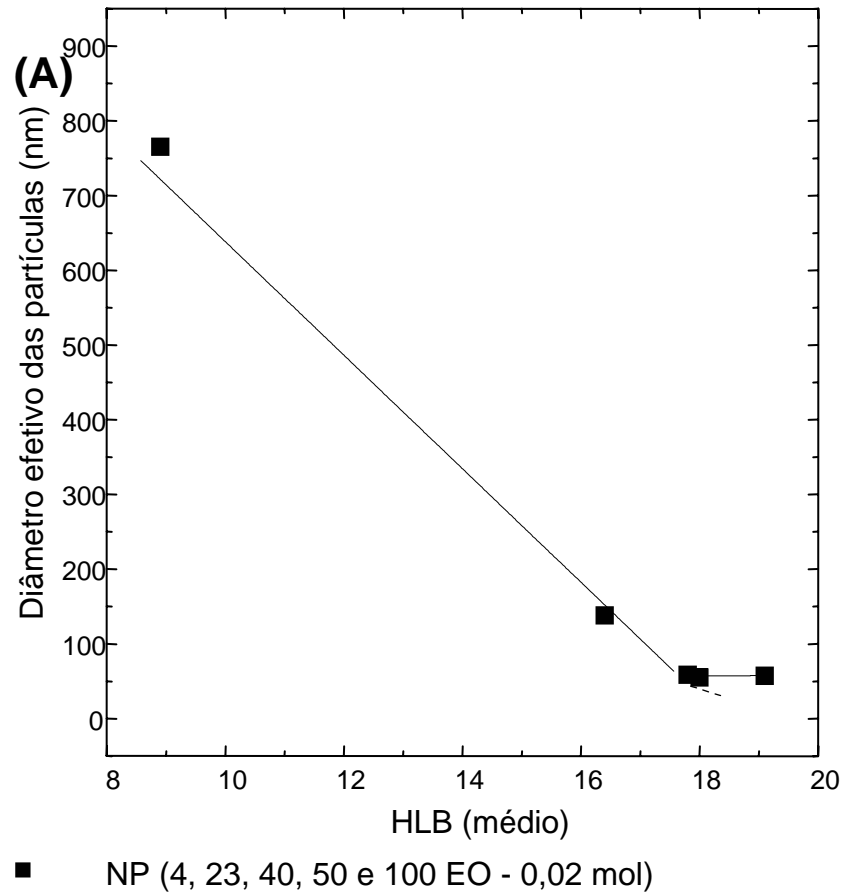 (A)
Diâmetro efetivo das partículas (nm)
900
800
700
600
500
400
300
200
100
0
8 10 12 14 16 18 20
HLB (médio)
■ NP (4, 23, 40, 50 e 100 EO - 0,02 mol)